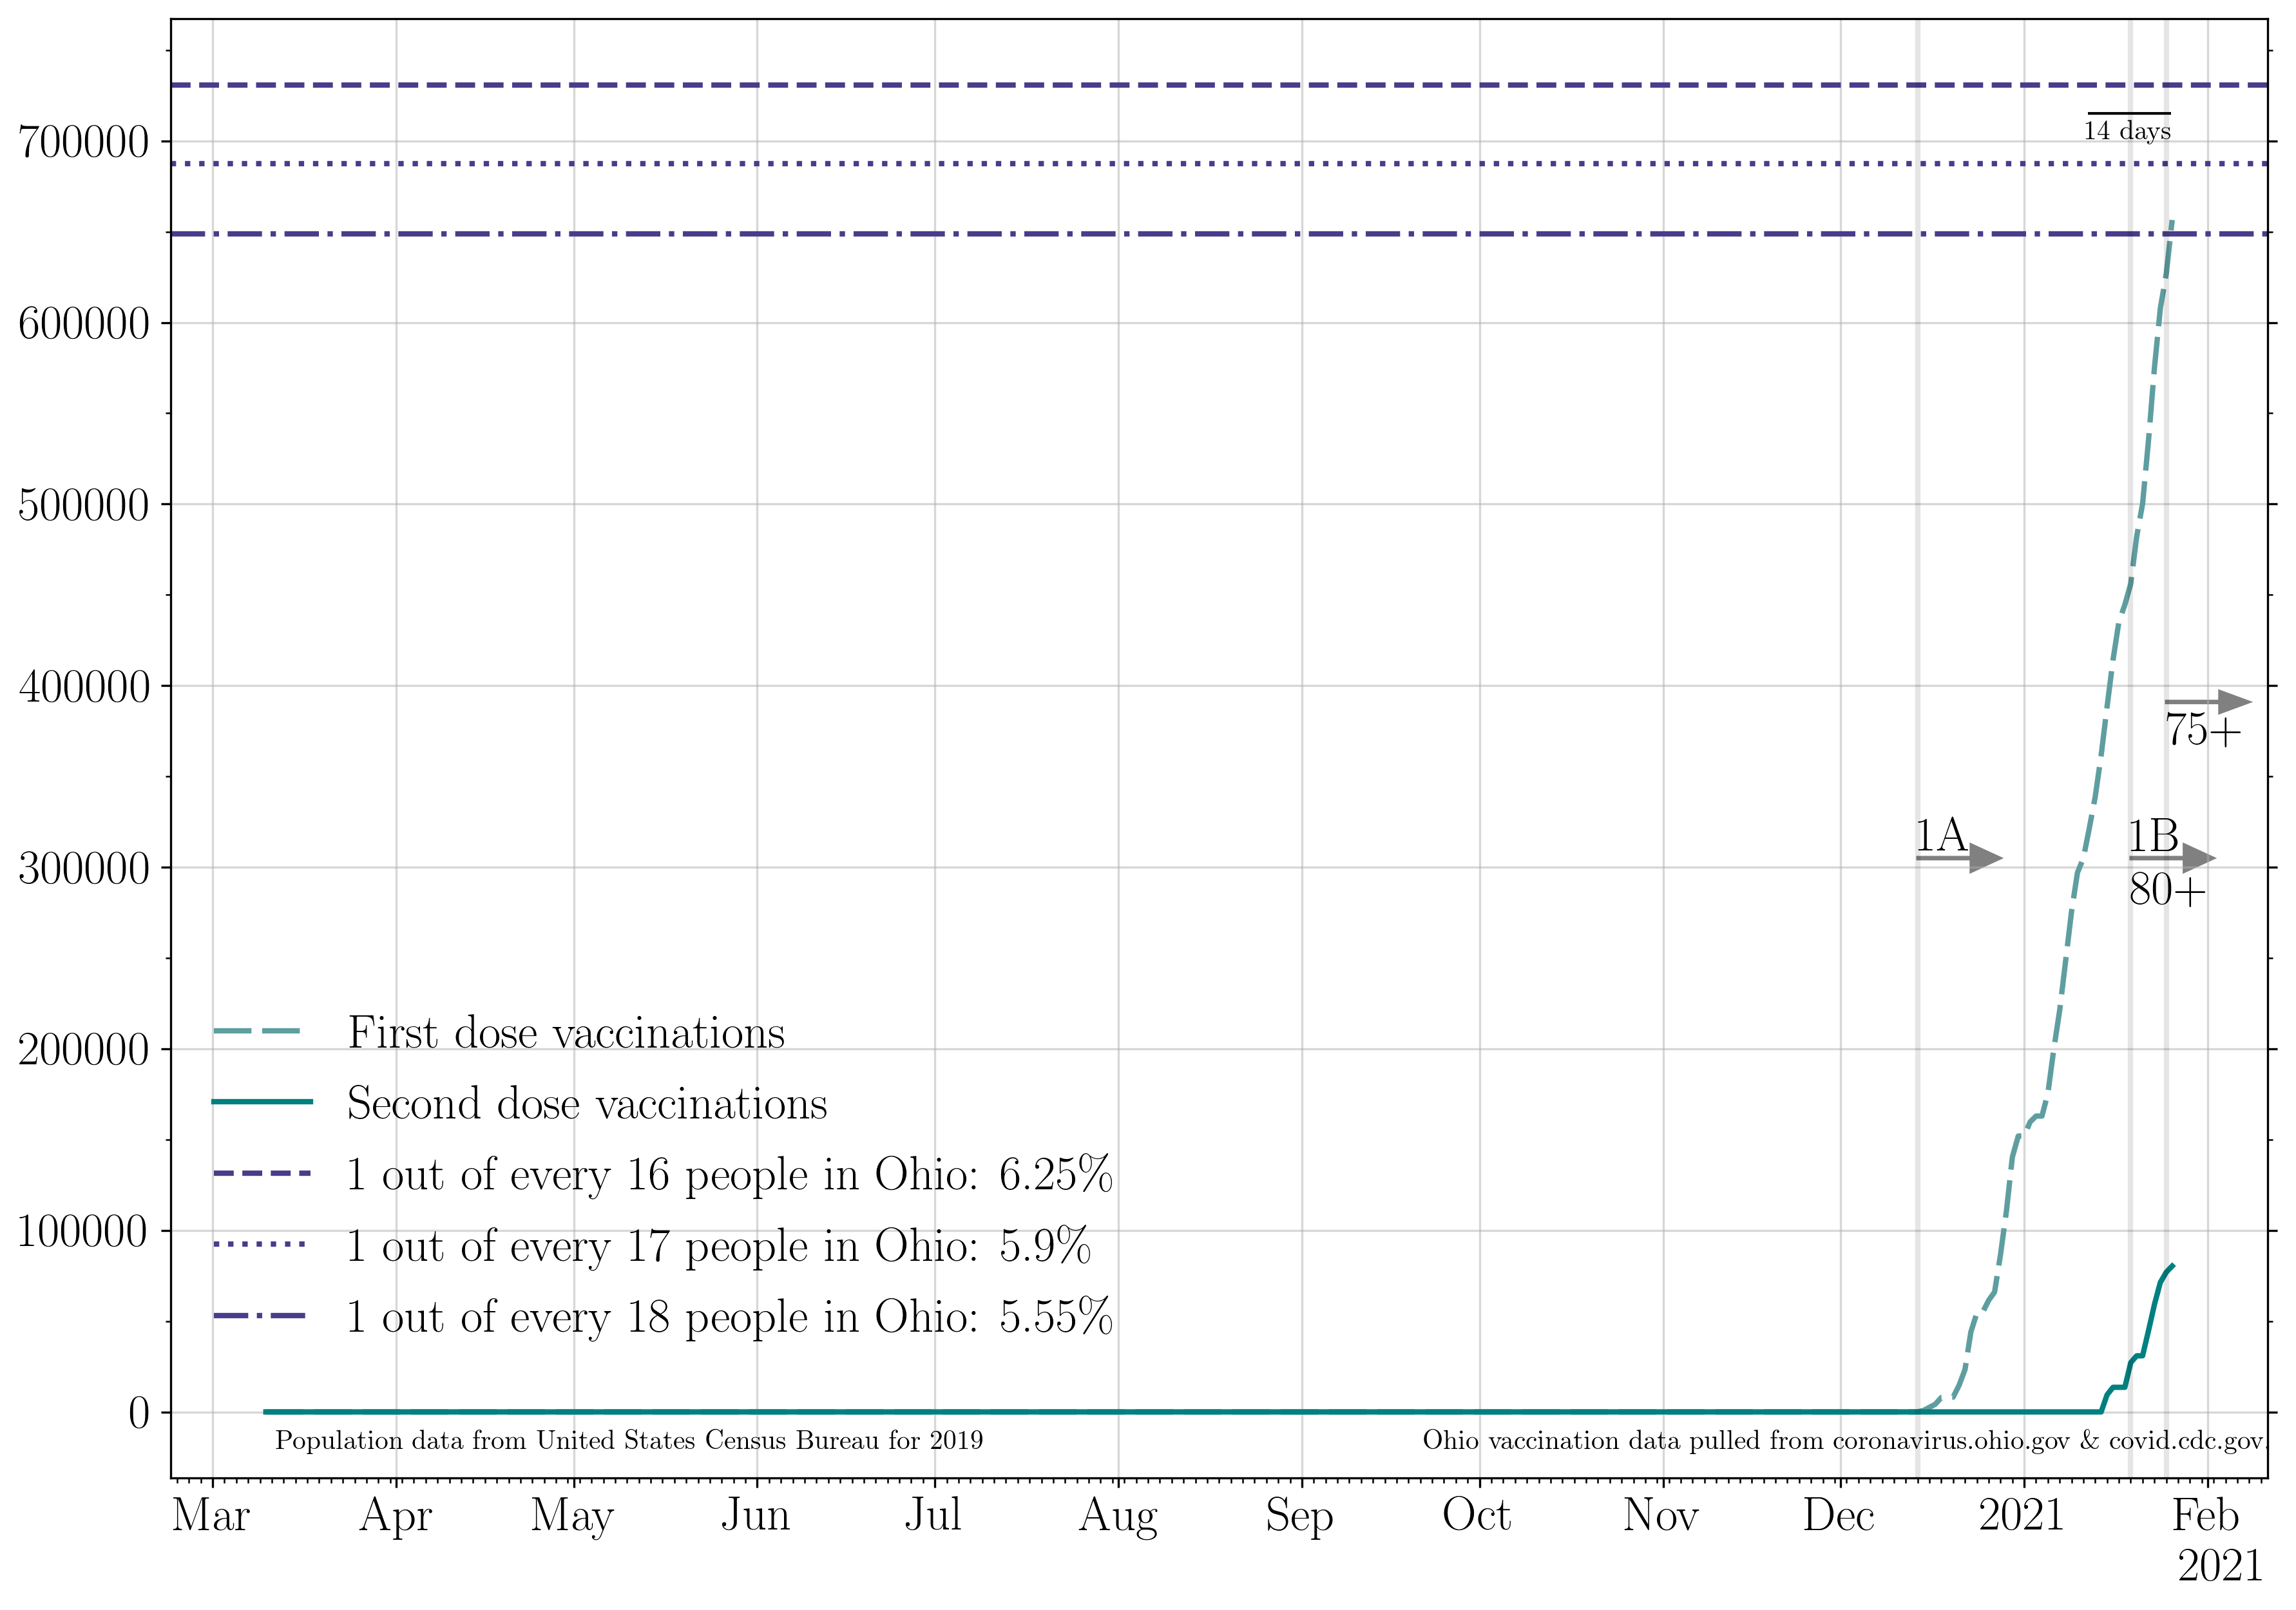 700000
600000
500000
400000
300000
200000
100000
0
14 days
75+
1A
1B
80+
First dose vaccinations
Second dose vaccinations
1 out of every 16 people in Ohio: 6.25%
1 out of every 17 people in Ohio: 5.9%
1 out of every 18 people in Ohio: 5.55%
Population data from United States Census Bureau for 2019
Ohio vaccination data pulled from coronavirus.ohio.gov & covid.cdc.gov.
Mar Apr May Jun Jul Aug Sep Oct Nov Dec 2021 Feb
2021